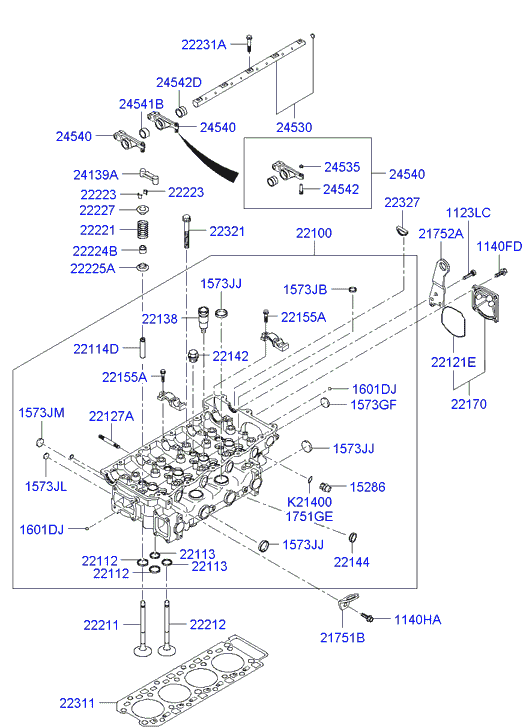 22231A
22542D
24541B
24540
24540
24530
24535
24542
24540
24139A
22223
22223
22227
22221
22224B
22225A
22321
22100
22327
1123LC
21752A
1140FD
1573JJ
1573JB
22138
22155A
22114D
22142
22121E
22155A
1601DJ
22170
1573GF
1573JM
22127A
1573JJ
1573JL
15286
K21400
1751GE
1601DJ
1573JJ
22144
22112
22113
22112
22113
22211
22212
1140HA
21751B
22311